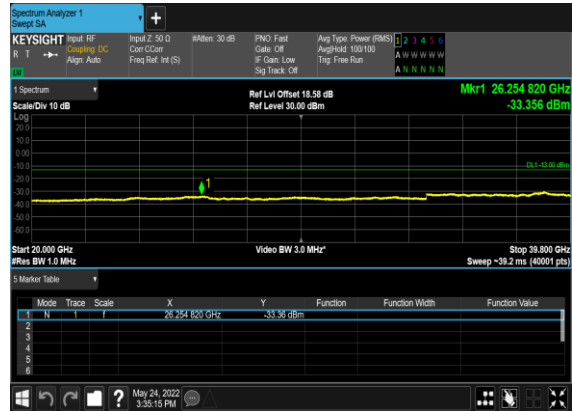 Spectrum Analyzer 1
Swept SA
KEYSIGHT Input: RF Input Z: 50 Ω #Atten: 30 dB PNO: Fast Avg Type: Power (RMS) 1 2 3 4 5 6
R T Coupling: DC Corr CCorr Gate: Off Avg|Hold: 100/100 A W W W W W
Align: Auto Freq Ref: Int (S) IF Gain: Low Trig: Free Run
Sig Track: Off A N N N N N
1 Spectrum Ref Lvl Offset 18.58 dB Mkr1 26.254 820 GHz
Scale/Div 10 dB Ref Level 30.00 dBm -33.356 dBm
Log
20.0
10.0
0.00
-10.0 DL1 -13.00 dBm
-20.0
-30.0 1
-40.0
-50.0
-60.0
Start 20.000 GHz Video BW 3.0 MHz* Stop 39.800 GHz
#Res BW 1.0 MHz Sweep ~39.2 ms (40001 pts)
5 Marker Table
Mode Trace Scale X Y Function Function Width Function Value
1 N 1 f 26.254 820 GHz -33.36 dBm
2
3
4
5
6
? May 24, 2022
3:35:15 PM